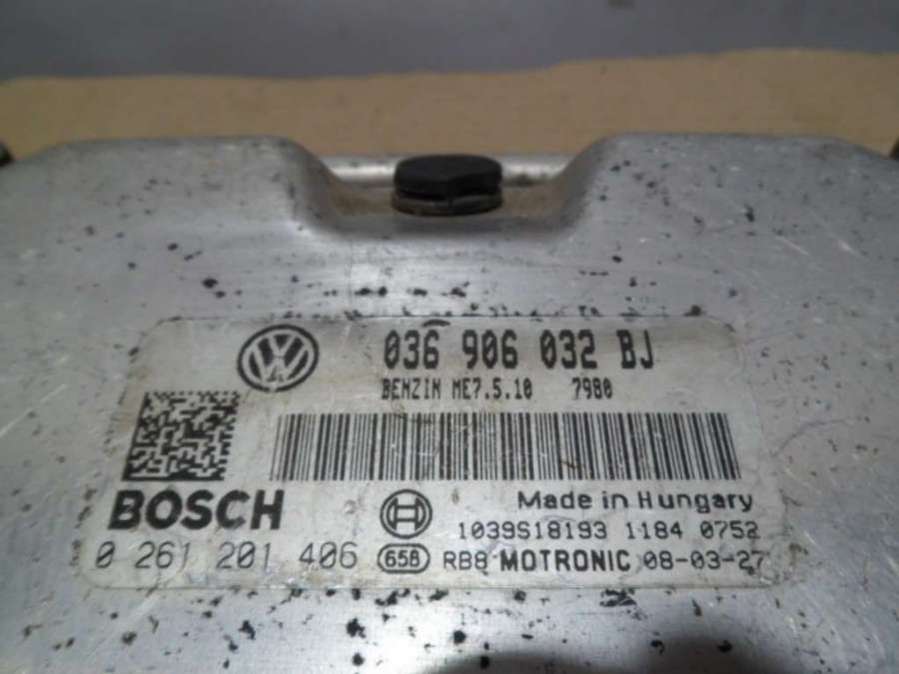 036 906 032 BJ
BENZIN ME7.5.10 7980
BOSCH
Made in Hungary
1039S18193 1184 0752
0 261 201 406 658 RB8 MOTRONIC 08-03-27